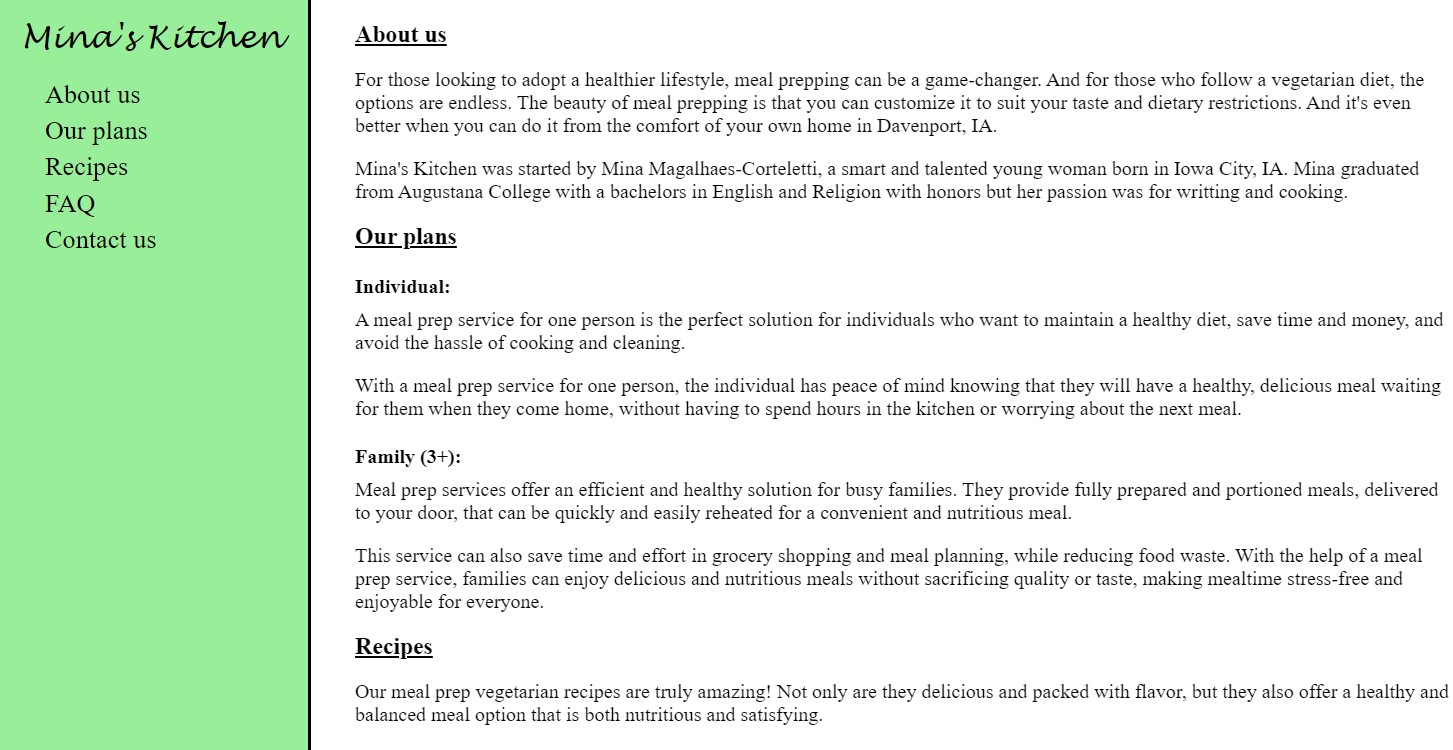 Mina's Kitchen
About us
Our plans
Recipes
FAQ
Contact us
About us
For those looking to adopt a healthier lifestyle, meal prepping can be a game-changer. And for those who follow a vegetarian diet, the
options are endless. The beauty of meal prepping is that you can customize it to suit your taste and dietary restrictions. And it's even
better when you can do it from the comfort of your own home in Davenport, IA.
Mina's Kitchen was started by Mina Magalhaes-Corteletti, a smart and talented young woman born in Iowa City, IA. Mina graduated
from Augustana College with a bachelors in English and Religion with honors but her passion was for writting and cooking.
Our plans
Individual:
A meal prep service for one person is the perfect solution for individuals who want to maintain a healthy diet, save time and money, and
avoid the hassle of cooking and cleaning.
With a meal prep service for one person, the individual has peace of mind knowing that they will have a healthy, delicious meal waiting
for them when they come home, without having to spend hours in the kitchen or worrying about the next meal.
Family (3+):
Meal prep services offer an efficient and healthy solution for busy families. They provide fully prepared and portioned meals, delivered
to your door, that can be quickly and easily reheated for a convenient and nutritious meal.
This service can also save time and effort in grocery shopping and meal planning, while reducing food waste. With the help of a meal
prep service, families can enjoy delicious and nutritious meals without sacrificing quality or taste, making mealtime stress-free and
enjoyable for everyone.
Recipes
Our meal prep vegetarian recipes are truly amazing! Not only are they delicious and packed with flavor, but they also offer a healthy and
balanced meal option that is both nutritious and satisfying.